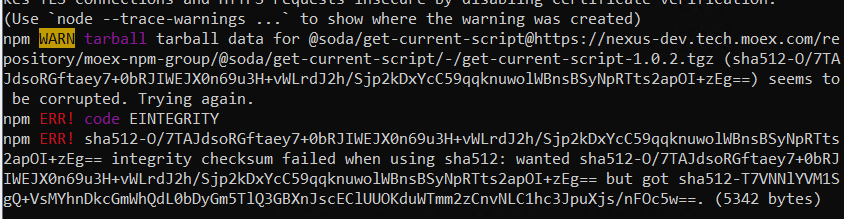 Res TLS connections and HTTPS requests insecure by disabling certificate verification.
(Use `node --trace-warnings ...` to show where the warning was created)
npm WARN tarball tarball data for @soda/get-current-script@https://nexus-dev.tech.moex.com/re
pository/moex-npm-group/@soda/get-current-script/-/get-current-script-1.0.2.tgz (sha512-O/7TA
JdsoRGftaey7+0bRJIWEJX0n69u3H+vWLrdJ2h/Sjp2kDxYcC59qqknuwolWBnsBSyNpRTts2apOI+zEg==) seems to
 be corrupted. Trying again.
npm ERR! code EINTEGRITY
npm ERR! sha512-O/7TAJdsoRGftaey7+0bRJIWEJX0n69u3H+vWLrdJ2h/Sjp2kDxYcC59qqknuwolWBnsBSyNpRTts
2apOI+zEg== integrity checksum failed when using sha512: wanted sha512-O/7TAJdsoRGftaey7+0bRJ
IWEJX0n69u3H+vWLrdJ2h/Sjp2kDxYcC59qqknuwolWBnsBSyNpRTts2apOI+zEg== but got sha512-T7VNNlYVM1S
gQ+VsMYhnDkcGmWhQdL0bDyGm5TlQ3GBXnJscEClUUOKduWTmm2zCnvNLC1hc3JpuXjs/nFOc5w==. (5342 bytes)